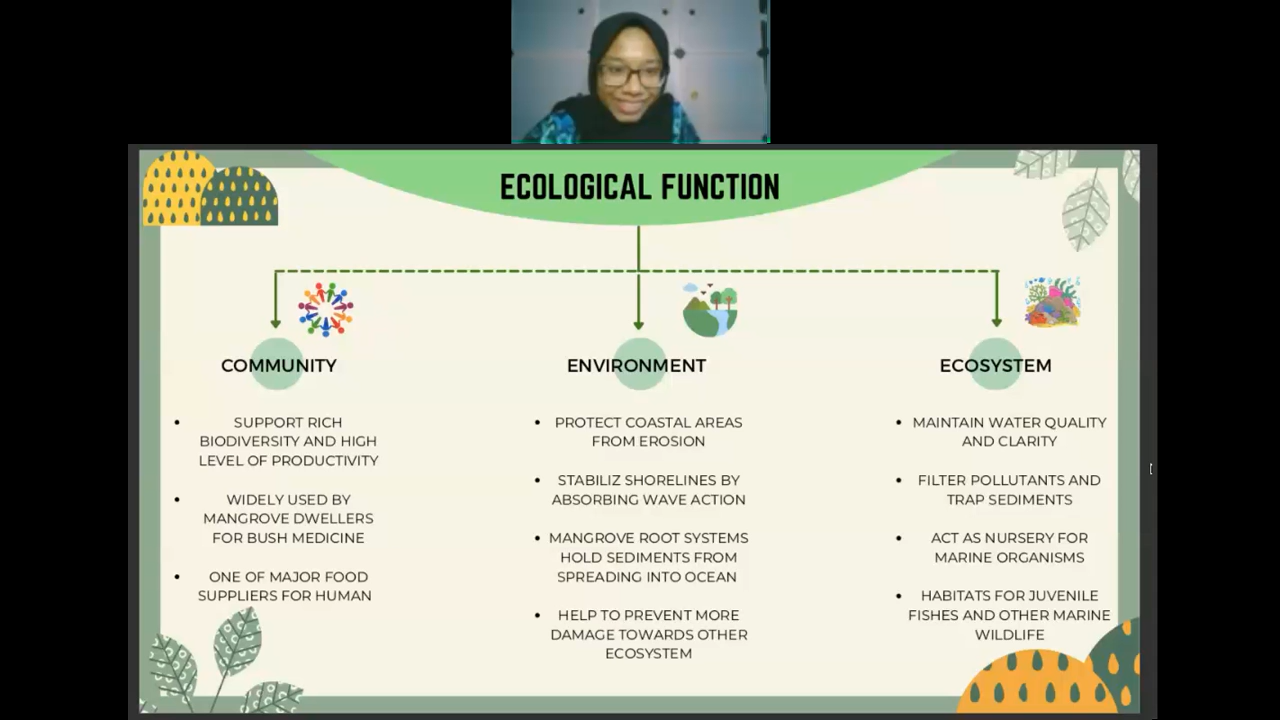 ECOLOGICAL FUNCTION
COMMUNITY
SUPPORT RICH
BIODIVERSITY AND HIGH
LEVEL OF PRODUCTIVITY
WIDELY USED BY
MANGROVE DWELLERS
FOR BUSH MEDICINE
ONE OF MAJOR FOOD
SUPPLIERS FOR HUMAN
ENVIRONMENT
PROTECT COASTAL AREAS
FROM EROSION
STABILIZ SHORELINES BY
ABSORBING WAVE ACTION
MANGROVE ROOT SYSTEMS
HOLD SEDIMENTS FROM
SPREADING INTO OCEAN
HELP TO PREVENT MORE
DAMAGE TOWARDS OTHER
ECOSYSTEM
ECOSYSTEM
MAINTAIN WATER QUALITY
AND CLARITY
FILTER POLLUTANTS AND
TRAP SEDIMENTS
ACT AS NURSERY FOR
MARINE ORGANISMS
HABITATS FOR JUVENILE
FISHES AND OTHER MARINE
WILDLIFE